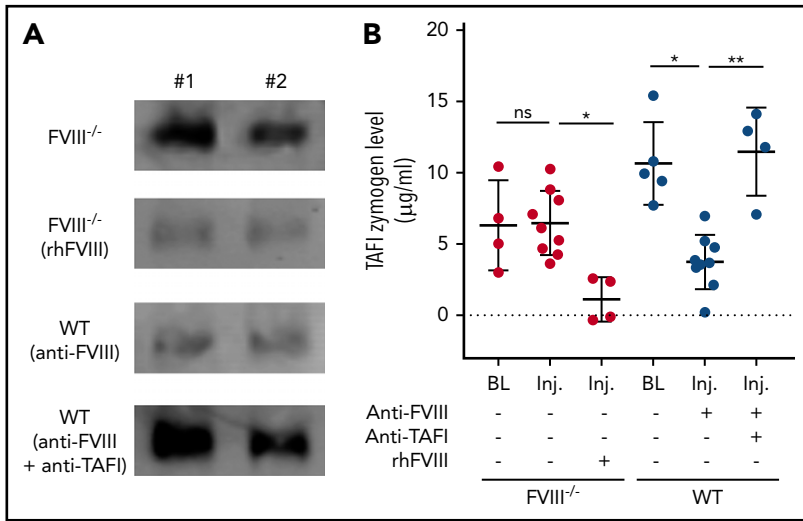 A
#1 #2
FVIII-/-
FVIII-/-
(rhFVIII)
WT
(anti-FVIII)
WT
(anti-FVIII
+ anti-TAFI)
B
TAFI zymogen level
(μg/ml)
20
15
10
5
0
ns
*
*
**
BL Inj. Inj. BL Inj. Inj.
Anti-FVIII - - - - + +
Anti-TAFI - - - - - +
rhFVIII - - + - - -
FVIII-/- WT